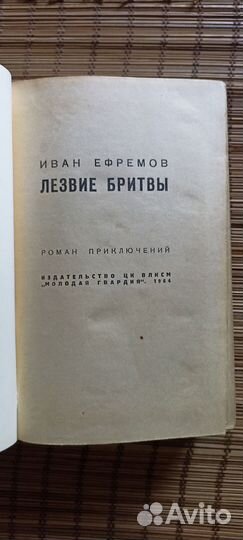 ИВАН ЕФРЕМОВ
ЛЕЗВИЕ БРИТВЫ
РОМАН ПРИКЛЮЧЕНИЙ
ИЗДАТЕЛЬСТВО ЦК ВЛКСМ
„МОЛОДАЯ ГВАРДИЯ“. 1964
Avito